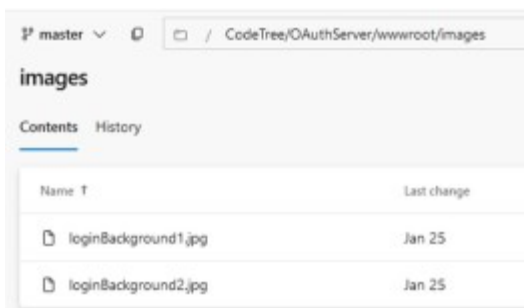 master
/ CodeTree/OAuthServer/wwwroot/images
images
Contents History
Name ↑ Last change
loginBackground1.jpg Jan 25
loginBackground2.jpg Jan 25